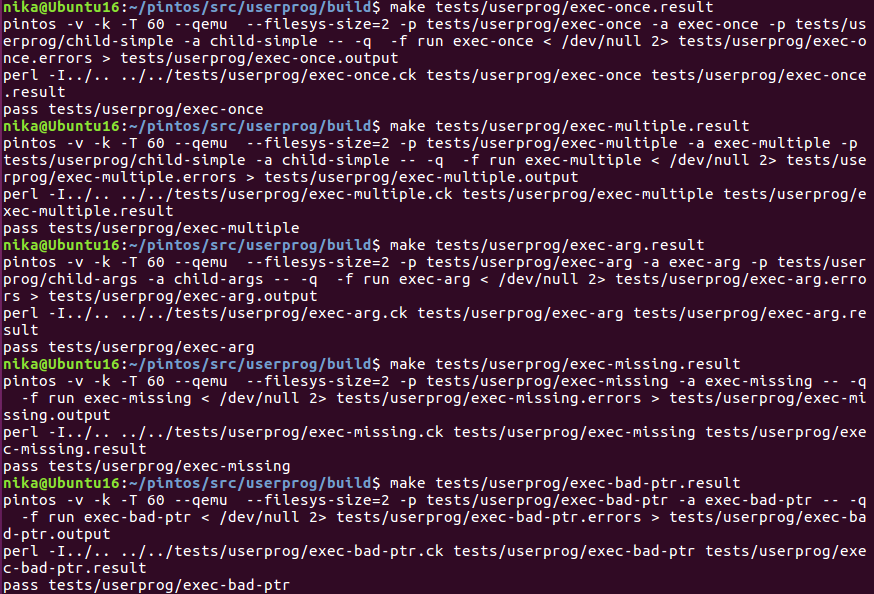 nika@Ubuntu16:~/pintos/src/userprog/build$ make tests/userprog/exec-once.result
pintos -v -k -T 60 --qemu  --filesys-size=2 -p tests/userprog/exec-once -a exec-once -p tests/us
erprog/child-simple -a child-simple -- -q  -f run exec-once < /dev/null 2> tests/userprog/exec-o
nce.errors > tests/userprog/exec-once.output
perl -I../.. ../../tests/userprog/exec-once.ck tests/userprog/exec-once tests/userprog/exec-once
.result
pass tests/userprog/exec-once
nika@Ubuntu16:~/pintos/src/userprog/build$ make tests/userprog/exec-multiple.result
pintos -v -k -T 60 --qemu  --filesys-size=2 -p tests/userprog/exec-multiple -a exec-multiple -p
tests/userprog/child-simple -a child-simple -- -q  -f run exec-multiple < /dev/null 2> tests/use
rprog/exec-multiple.errors > tests/userprog/exec-multiple.output
perl -I../.. ../../tests/userprog/exec-multiple.ck tests/userprog/exec-multiple tests/userprog/e
xec-multiple.result
pass tests/userprog/exec-multiple
nika@Ubuntu16:~/pintos/src/userprog/build$ make tests/userprog/exec-arg.result
pintos -v -k -T 60 --qemu  --filesys-size=2 -p tests/userprog/exec-arg -a exec-arg -p tests/user
prog/child-args -a child-args -- -q  -f run exec-arg < /dev/null 2> tests/userprog/exec-arg.erro
rs > tests/userprog/exec-arg.output
perl -I../.. ../../tests/userprog/exec-arg.ck tests/userprog/exec-arg tests/userprog/exec-arg.re
sult
pass tests/userprog/exec-arg
nika@Ubuntu16:~/pintos/src/userprog/build$ make tests/userprog/exec-missing.result
pintos -v -k -T 60 --qemu  --filesys-size=2 -p tests/userprog/exec-missing -a exec-missing -- -q
  -f run exec-missing < /dev/null 2> tests/userprog/exec-missing.errors > tests/userprog/exec-mi
ssing.output
perl -I../.. ../../tests/userprog/exec-missing.ck tests/userprog/exec-missing tests/userprog/exe
c-missing.result
pass tests/userprog/exec-missing
nika@Ubuntu16:~/pintos/src/userprog/build$ make tests/userprog/exec-bad-ptr.result
pintos -v -k -T 60 --qemu  --filesys-size=2 -p tests/userprog/exec-bad-ptr -a exec-bad-ptr -- -q
  -f run exec-bad-ptr < /dev/null 2> tests/userprog/exec-bad-ptr.errors > tests/userprog/exec-ba
d-ptr.output
perl -I../.. ../../tests/userprog/exec-bad-ptr.ck tests/userprog/exec-bad-ptr tests/userprog/exe
c-bad-ptr.result
pass tests/userprog/exec-bad-ptr